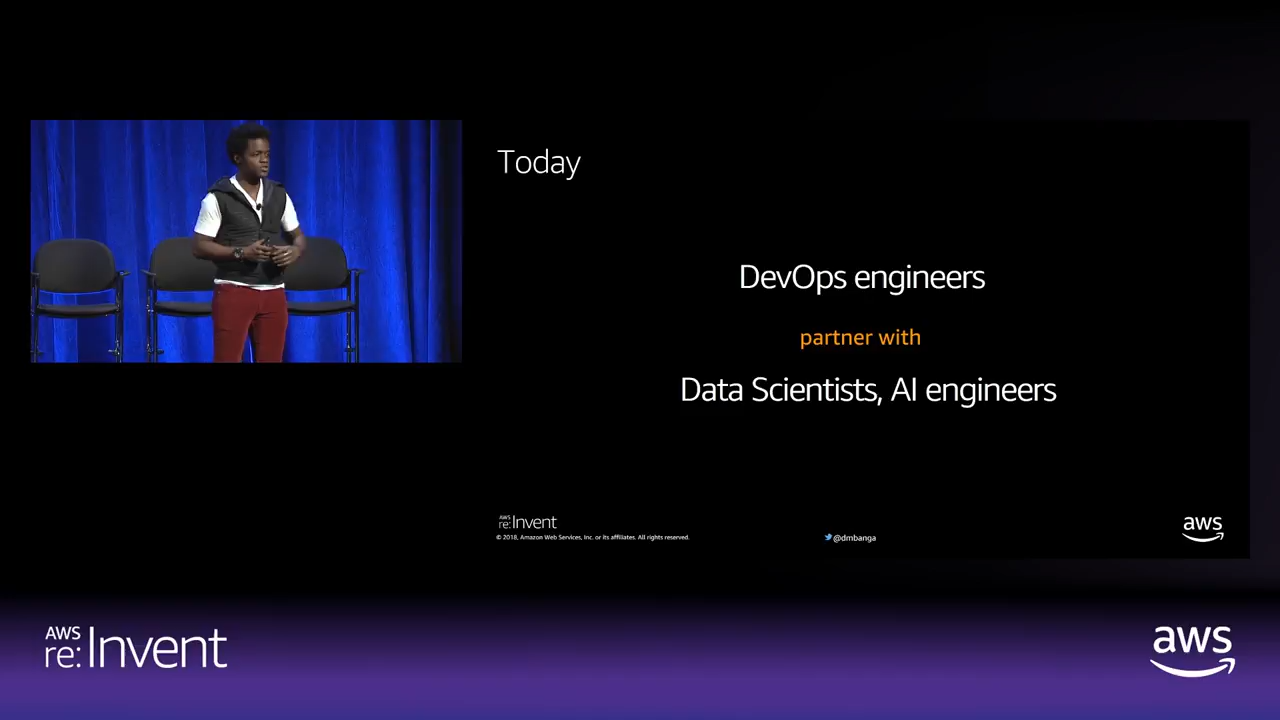 Today
DevOps engineers
partner with
Data Scientists, AI engineers
AWS
re:Invent
© 2018, Amazon Web Services, Inc. or its affiliates. All rights reserved.
@dmbanga
aws
AWS
re:Invent
aws